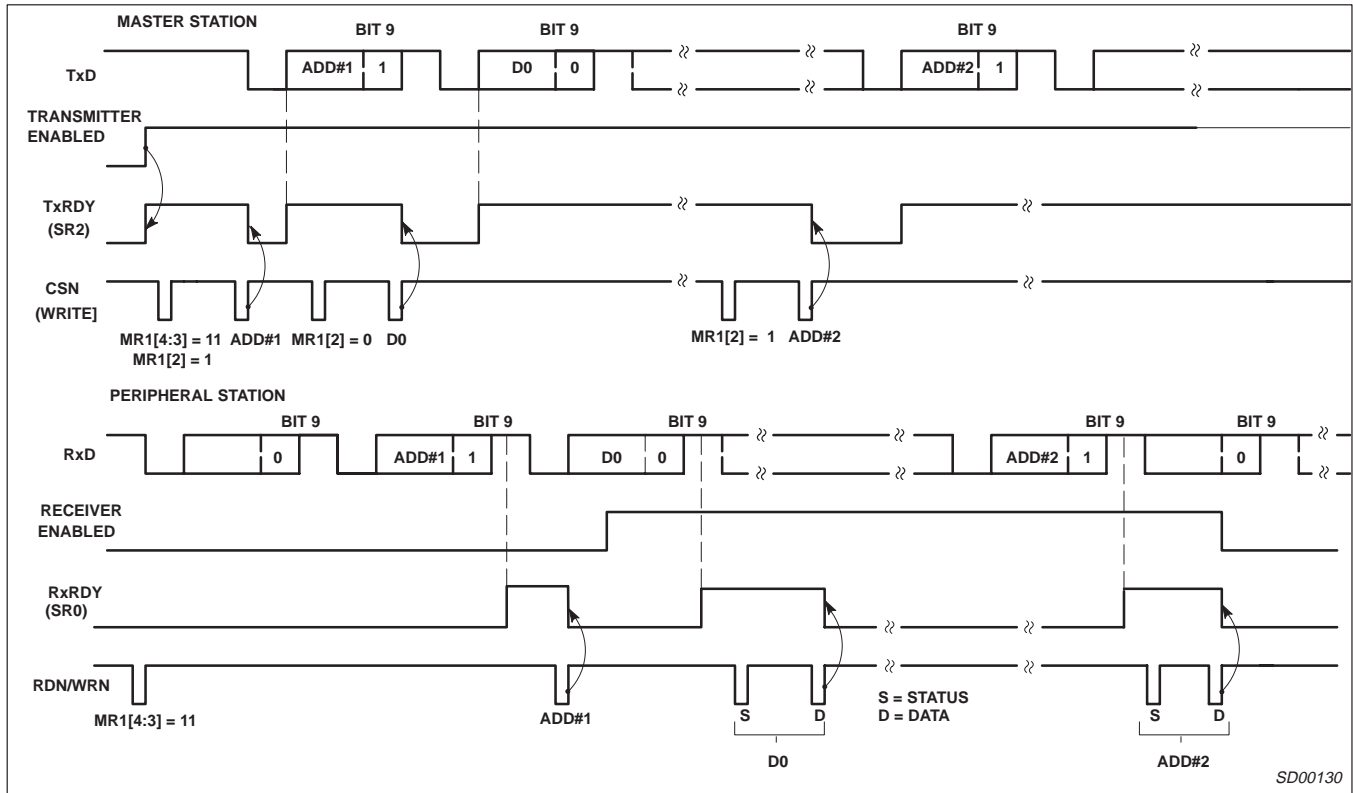 MASTER STATION
BIT 9 BIT 9 BIT 9
TxD ADD#1 1 D0 0 ADD#2 1
TRANSMITTER
ENABLED
TxRDY
(SR2)
CSN
(WRITE]
MR1[4:3] = 11 ADD#1 MR1[2] = 0 D0 MR1[2] = 1 ADD#2
MR1[2] = 1
PERIPHERAL STATION
BIT 9 BIT 9 BIT 9 BIT 9 BIT 9
RxD 0 ADD#1 1 D0 0 ADD#2 1 0
RECEIVER
ENABLED
RxRDY
(SR0)
RDN/WRN
MR1[4:3] = 11 ADD#1 S D S = STATUS S D
D = DATA
D0 ADD#2
SD00130